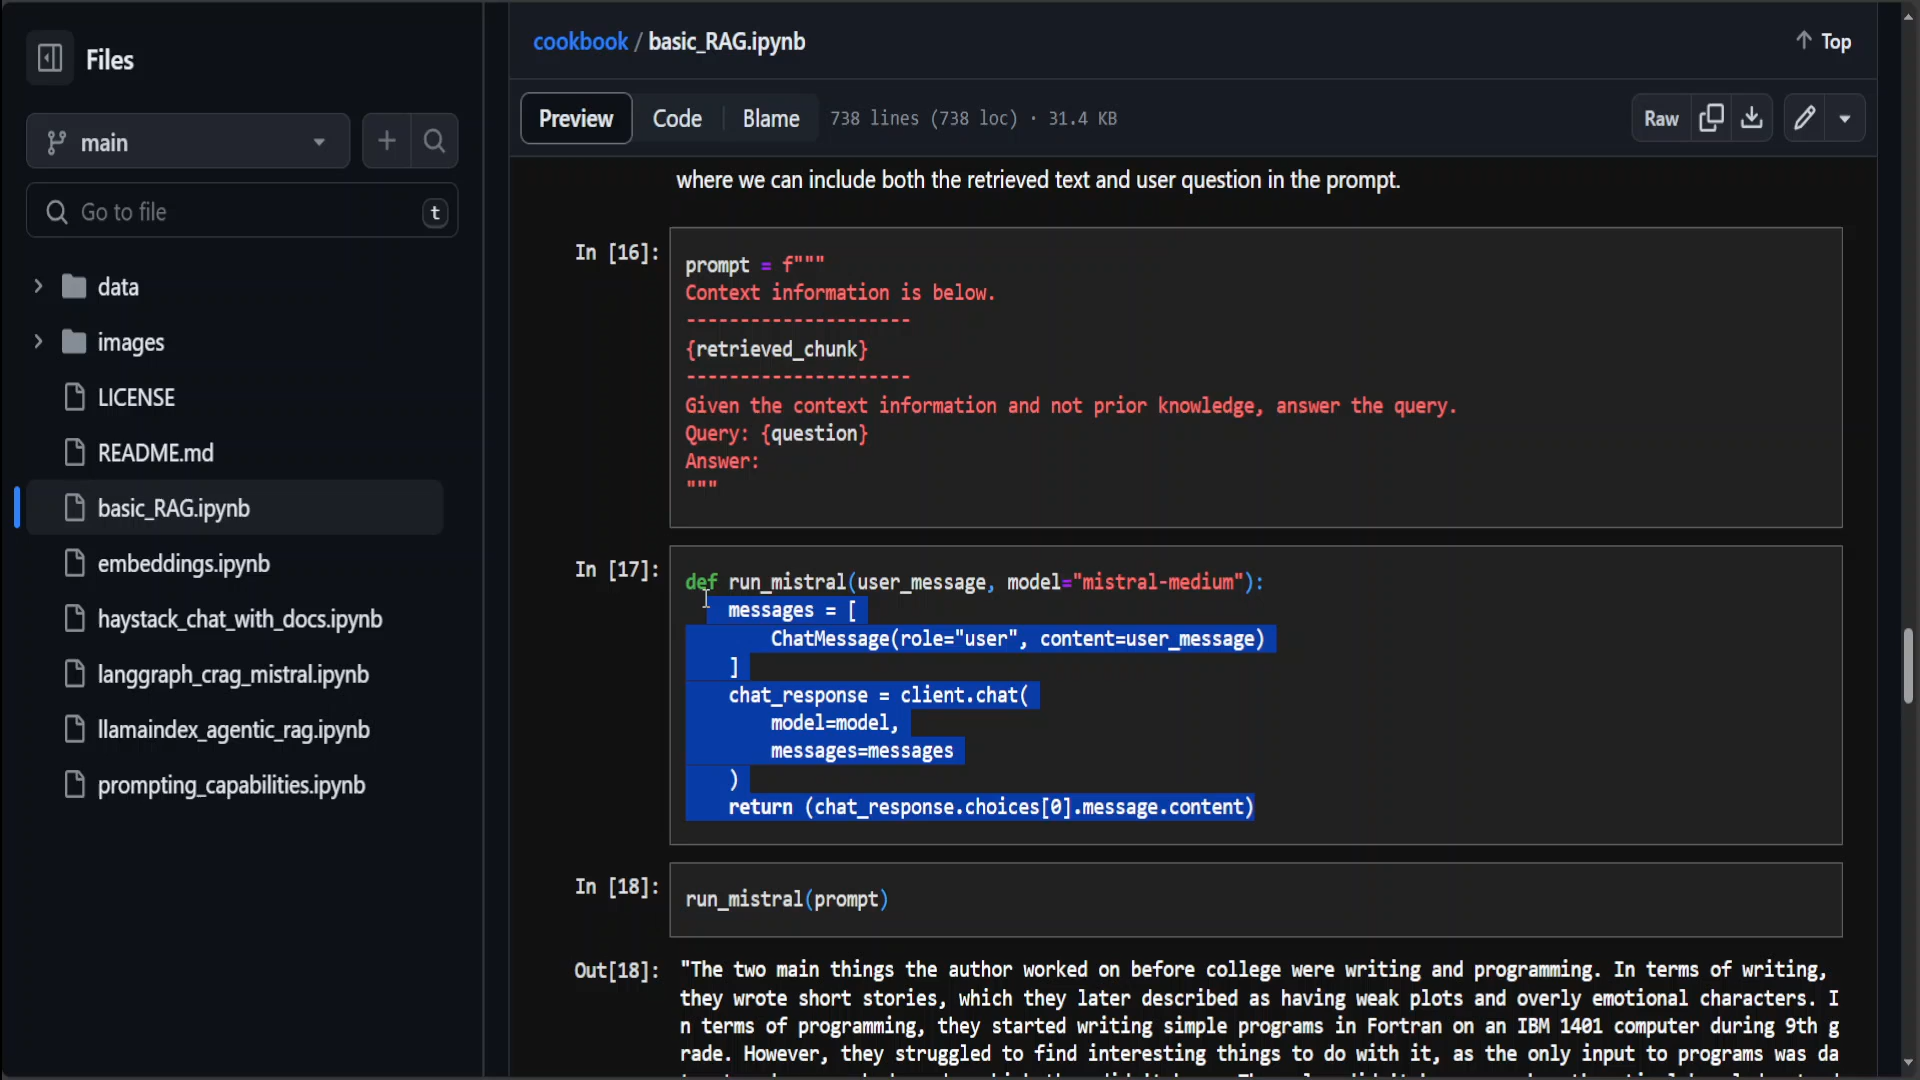 Files
main
Go to file
t
data
images
LICENSE
README.md
basic_RAG.ipynb
embeddings.ipynb
haystack_chat_with_docs.ipynb
langgraph_crag_mistral.ipynb
llamaindex_agentic_rag.ipynb
prompting_capabilities.ipynb
cookbook / basic_RAG.ipynb
Top
Preview Code Blame 738 lines (738 loc) · 31.4 KB
Raw
where we can include both the retrieved text and user question in the prompt.
In [16]:
prompt = f"""
Context information is below.
---------------------
{retrieved_chunk}
---------------------
Given the context information and not prior knowledge, answer the query.
Query: {question}
Answer:
"""
In [17]:
def run_mistral(user_message, model="mistral-medium"):
messages = [
ChatMessage(role="user", content=user_message)
]
chat_response = client.chat(
model=model,
messages=messages
)
return (chat_response.choices[0].message.content)
In [18]:
run_mistral(prompt)
Out[18]:
"The two main things the author worked on before college were writing and programming. In terms of writing,
they wrote short stories, which they later described as having weak plots and overly emotional characters. I
n terms of programming, they started writing simple programs in Fortran on an IBM 1401 computer during 9th g
rade. However, they struggled to find interesting things to do with it, as the only input to programs was da